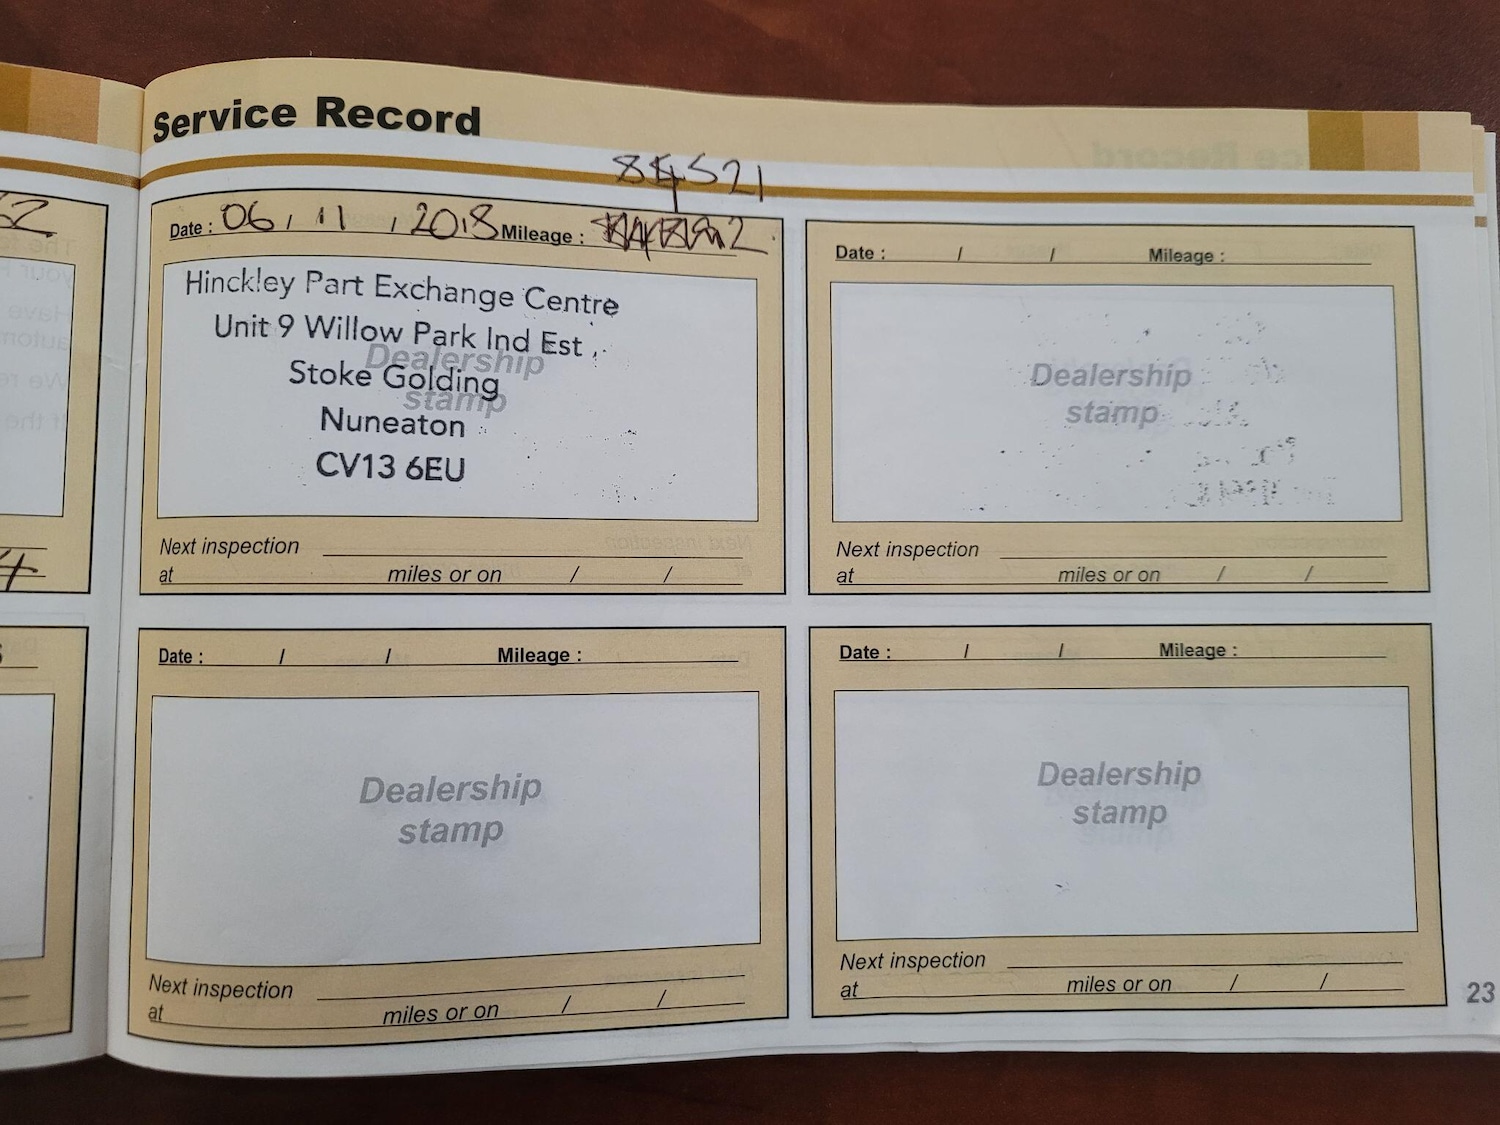 Service Record
84521
Date : 06 / 11 / 2018 Mileage :
Hinckley Part Exchange Centre
Unit 9 Willow Park Ind Est
Dealership
Stoke Golding
stamp
Nuneaton
CV13 6EU
Next inspection
at miles or on / /
Date : / / Mileage :
Dealership
stamp
Next inspection
at miles or on / /
Date : / / Mileage :
Dealership
stamp
Next inspection
at miles or on / /
Date : / / Mileage :
Dealership
stamp
Next inspection
at miles or on / /
23